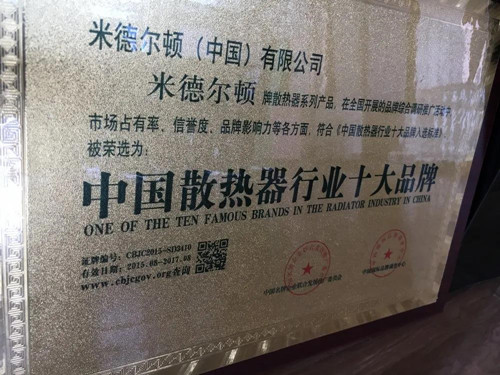 米德尔顿（中国）有限公司
米德尔顿 牌散热器系列产品，在全国开展的品牌综合调研推广活动中
市场占有率、信誉度、品牌影响力等各方面，符合《中国散热器行业十大品牌入选标准》
被荣选为：
中国散热器行业十大品牌
ONE OF THE TEN FAMOUS BRANDS IN THE RADIATOR INDUSTRY IN CHINA
证牌编号：CBJC2015-SD3410
有效日期：2015.08-2017.08
www.cbjcgov.org查询